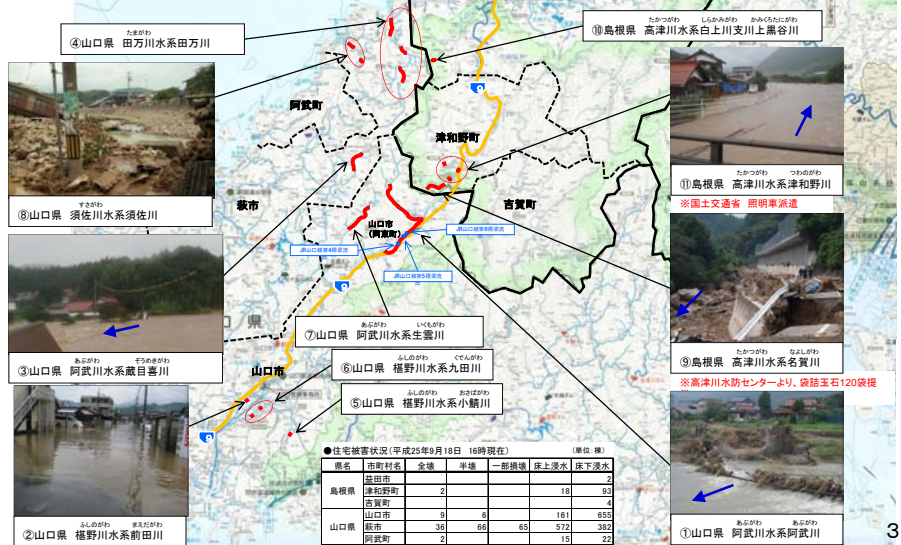 たまがわ
④山口県 田万川水系田万川
たかつがわ しらかみがわ かみくろたにがわ
⑩島根県 高津川水系白上川支川上黒谷川
すさがわ
⑧山口県 須佐川水系須佐川
あぶがわ ぞうめきがわ
③山口県 阿武川水系蔵目喜川
ふしのがわ まえだがわ
②山口県 椹野川水系前田川
阿武町
萩市
津和野町
吉賀町
山口市
(阿東町)
JR山口線第6橋梁流
JR山口線第4橋梁流
JR山口線第5橋梁流
9
9
9
県
山口市
あぶがわ いくもがわ
⑦山口県 阿武川水系生雲川
ふしのがわ くでんがわ
⑥山口県 椹野川水系九田川
ふしのがわ おさばがわ
⑤山口県 椹野川水系小鯖川
たかつがわ つわのがわ
⑪島根県 高津川水系津和野川
※国土交通省 照明車派遣
たかつがわ なよしがわ
⑨島根県 高津川水系名賀川
※高津川水防センターより、袋詰玉石120袋提
あぶがわ あぶがわ
①山口県 阿武川水系阿武川
●住宅被害状況(平成25年9月18日 16時現在) (単位:棟)
県名 市町村名 全壊 半壊 一部損壊 床上浸水 床下浸水
島根県 益田市 2
津和野町 2 18 93
吉賀町 4
山口県 山口市 9 6 161 655
萩市 36 66 65 572 382
阿武町 2 15 22
3